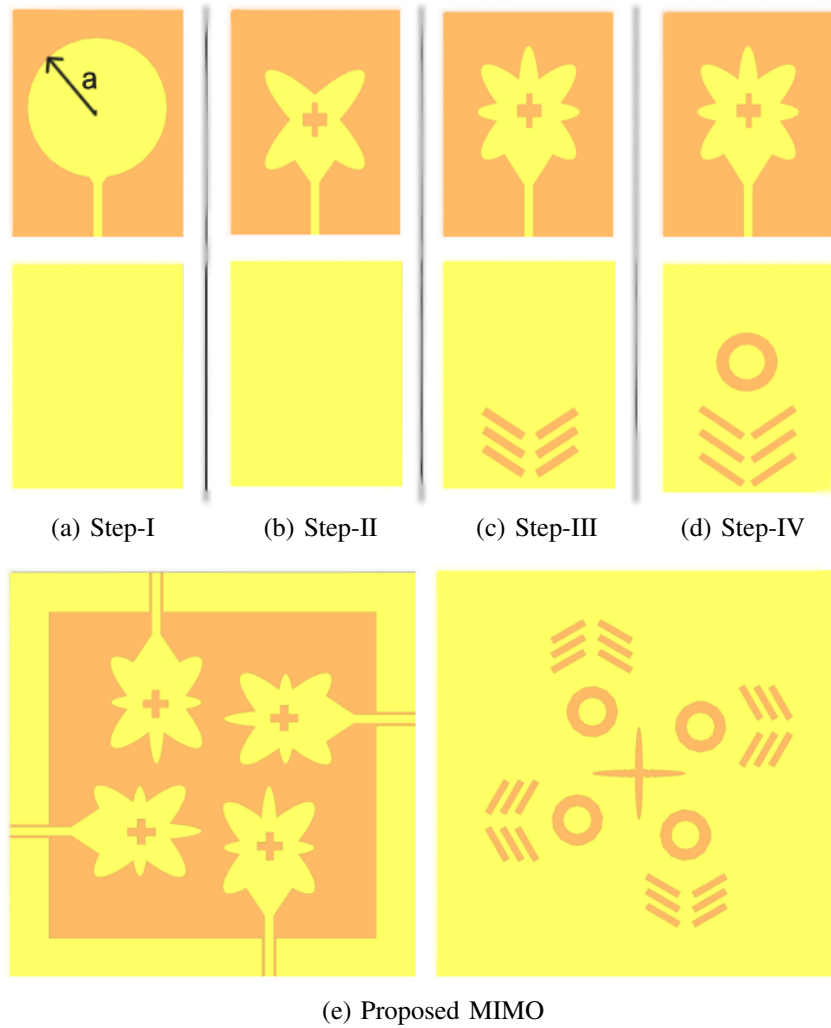 a
(a) Step-I
(b) Step-II
(c) Step-III
(d) Step-IV
(e) Proposed MIMO